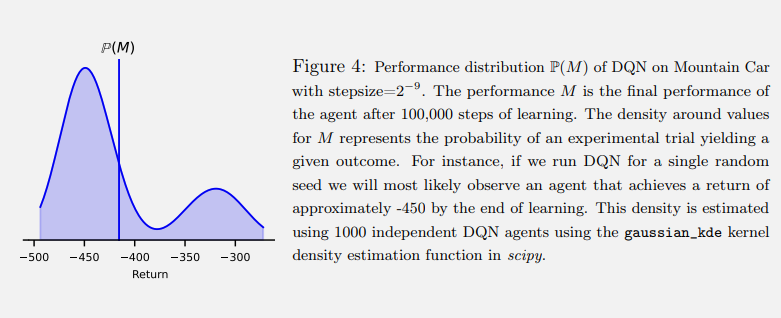 ℙ(M)
−500 −450 −400 −350 −300
Return
Figure 4: Performance distribution ℙ(M) of DQN on Mountain Car
with stepsize=2⁻⁹. The performance M is the final performance of
the agent after 100,000 steps of learning. The density around values
for M represents the probability of an experimental trial yielding a
given outcome. For instance, if we run DQN for a single random
seed we will most likely observe an agent that achieves a return of
approximately -450 by the end of learning. This density is estimated
using 1000 independent DQN agents using the gaussian_kde kernel
density estimation function in scipy.